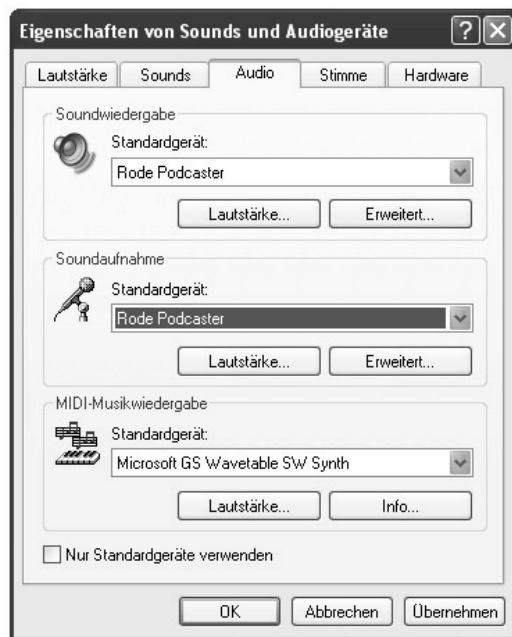 Eigenschaften von Sounds und Audiogeräte
Lautstärke Sounds Audio Stimme Hardware
Soundwiedergabe
Standardgerät:
Rode Podcaster
Lautstärke... Erweitert...
Soundaufnahme
Standardgerät:
Rode Podcaster
Lautstärke... Erweitert...
MIDI-Musikwiedergabe
Standardgerät:
Microsoft GS Wavetable SW Synth
Lautstärke... Info...
Nur Standardgeräte verwenden
OK Abbrechen Übernehmen